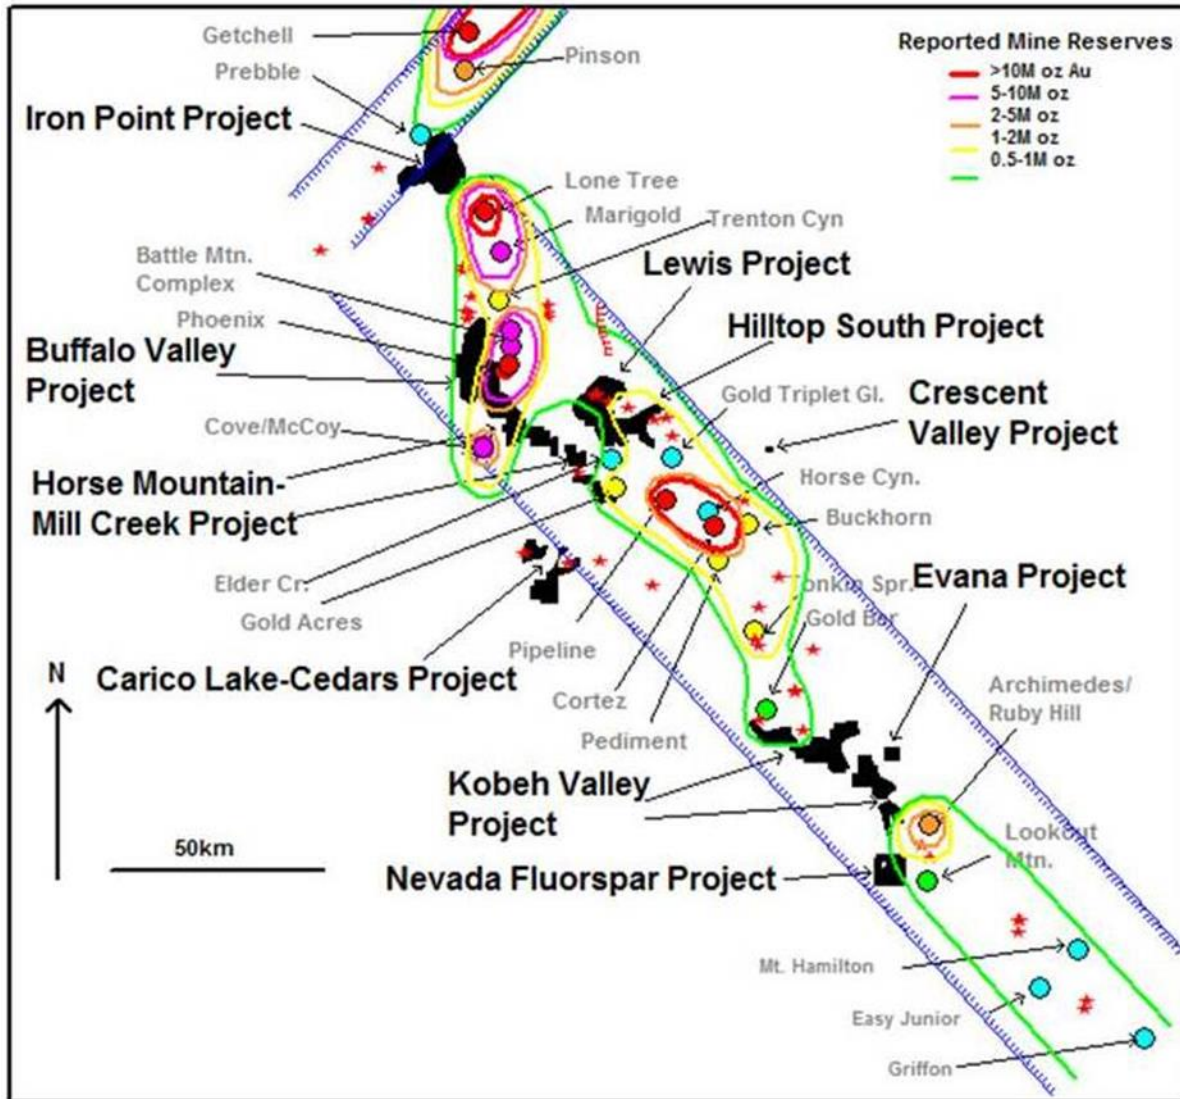 Getchell
Prebble
Pinson
Reported Mine Reserves
>10M oz Au
5-10M oz
2-5M oz
1-2M oz
0.5-1M oz
Iron Point Project
Lone Tree
Marigold
Trenton Cyn
Battle Mtn.
Complex
Lewis Project
Phoenix
Hilltop South Project
Buffalo Valley
Project
Gold Triplet Gl.
Crescent
Valley Project
Cove/McCoy
Horse Mountain-
Mill Creek Project
Horse Cyn.
Buckhorn
Elder Cr.
Gold Acres
onkin Spr.
Evana Project
Gold Bar
Pipeline
N
Carico Lake-Cedars Project
Cortez
Pediment
Archimedes/
Ruby Hill
Kobeh Valley
Project
Lookout
Mtn.
50km
Nevada Fluorspar Project
Mt. Hamilton
Easy Junior
Griffon